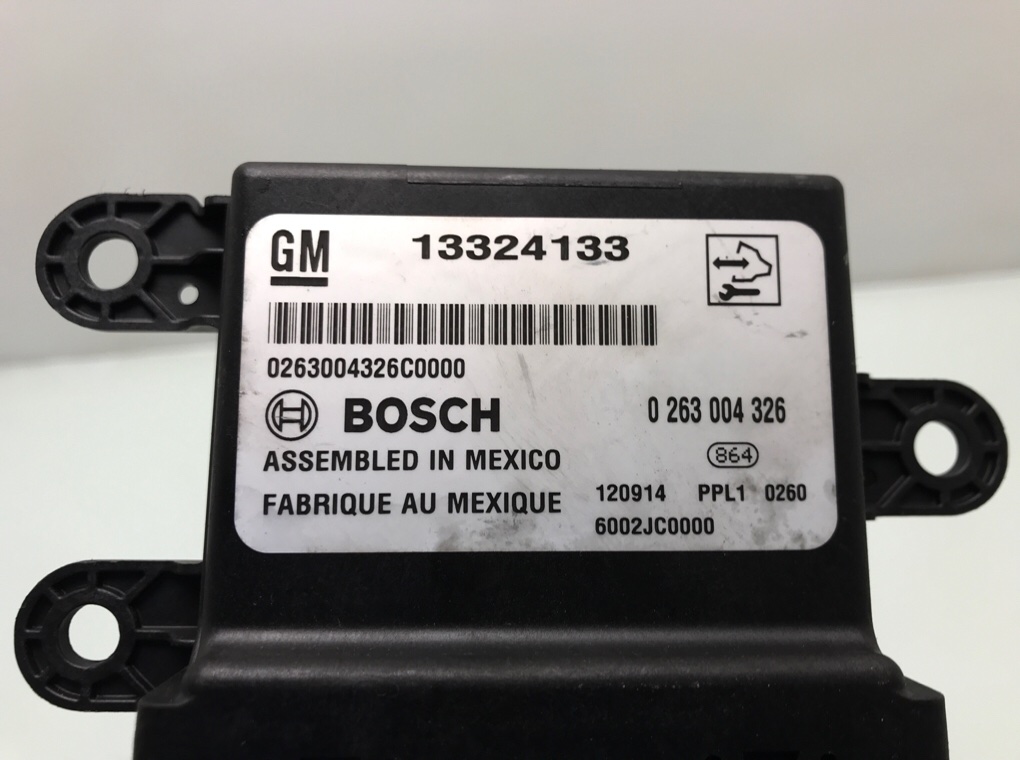 GM 13324133
0263004326C0000
BOSCH 0 263 004 326
ASSEMBLED IN MEXICO 864
FABRIQUE AU MEXIQUE 120914 PPL1 0260
6002JC0000